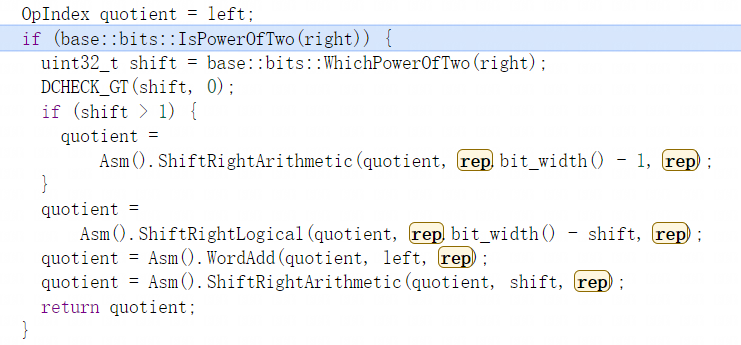 OpIndex quotient = left;
if (base::bits::IsPowerOfTwo(right)) {
  uint32_t shift = base::bits::WhichPowerOfTwo(right);
  DCHECK_GT(shift, 0);
  if (shift > 1) {
    quotient =
        Asm().ShiftRightArithmetic(quotient, rep.bit_width() - 1, rep);
  }
  quotient =
      Asm().ShiftRightLogical(quotient, rep.bit_width() - shift, rep);
  quotient = Asm().WordAdd(quotient, left, rep);
  quotient = Asm().ShiftRightArithmetic(quotient, shift, rep);
  return quotient;
}